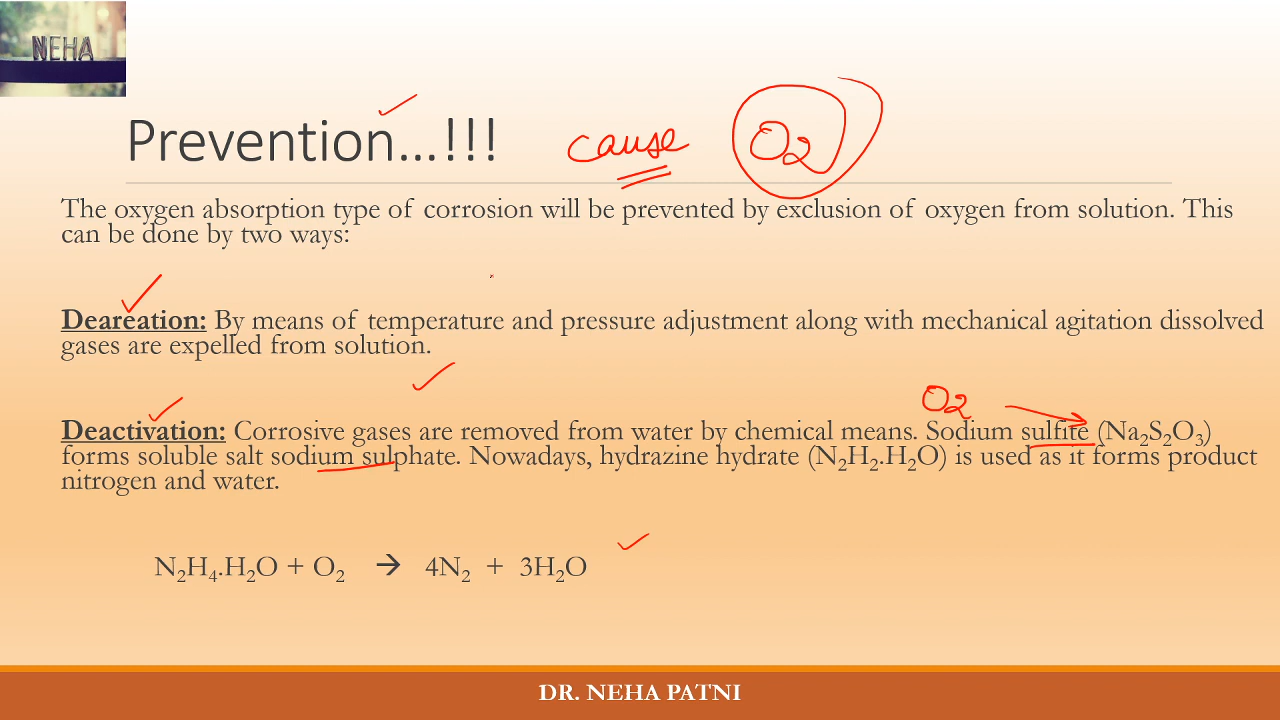 NEHA
Prevention...!!! cause O₂
The oxygen absorption type of corrosion will be prevented by exclusion of oxygen from solution. This
can be done by two ways:
Deareation: By means of temperature and pressure adjustment along with mechanical agitation dissolved
gases are expelled from solution.
O₂
Deactivation: Corrosive gases are removed from water by chemical means. Sodium sulfite (Na₂S₂O₃)
forms soluble salt sodium sulphate. Nowadays, hydrazine hydrate (N₂H₂.H₂O) is used as it forms product
nitrogen and water.
N₂H₄.H₂O + O₂ → 4N₂ + 3H₂O
DR. NEHA PATNI